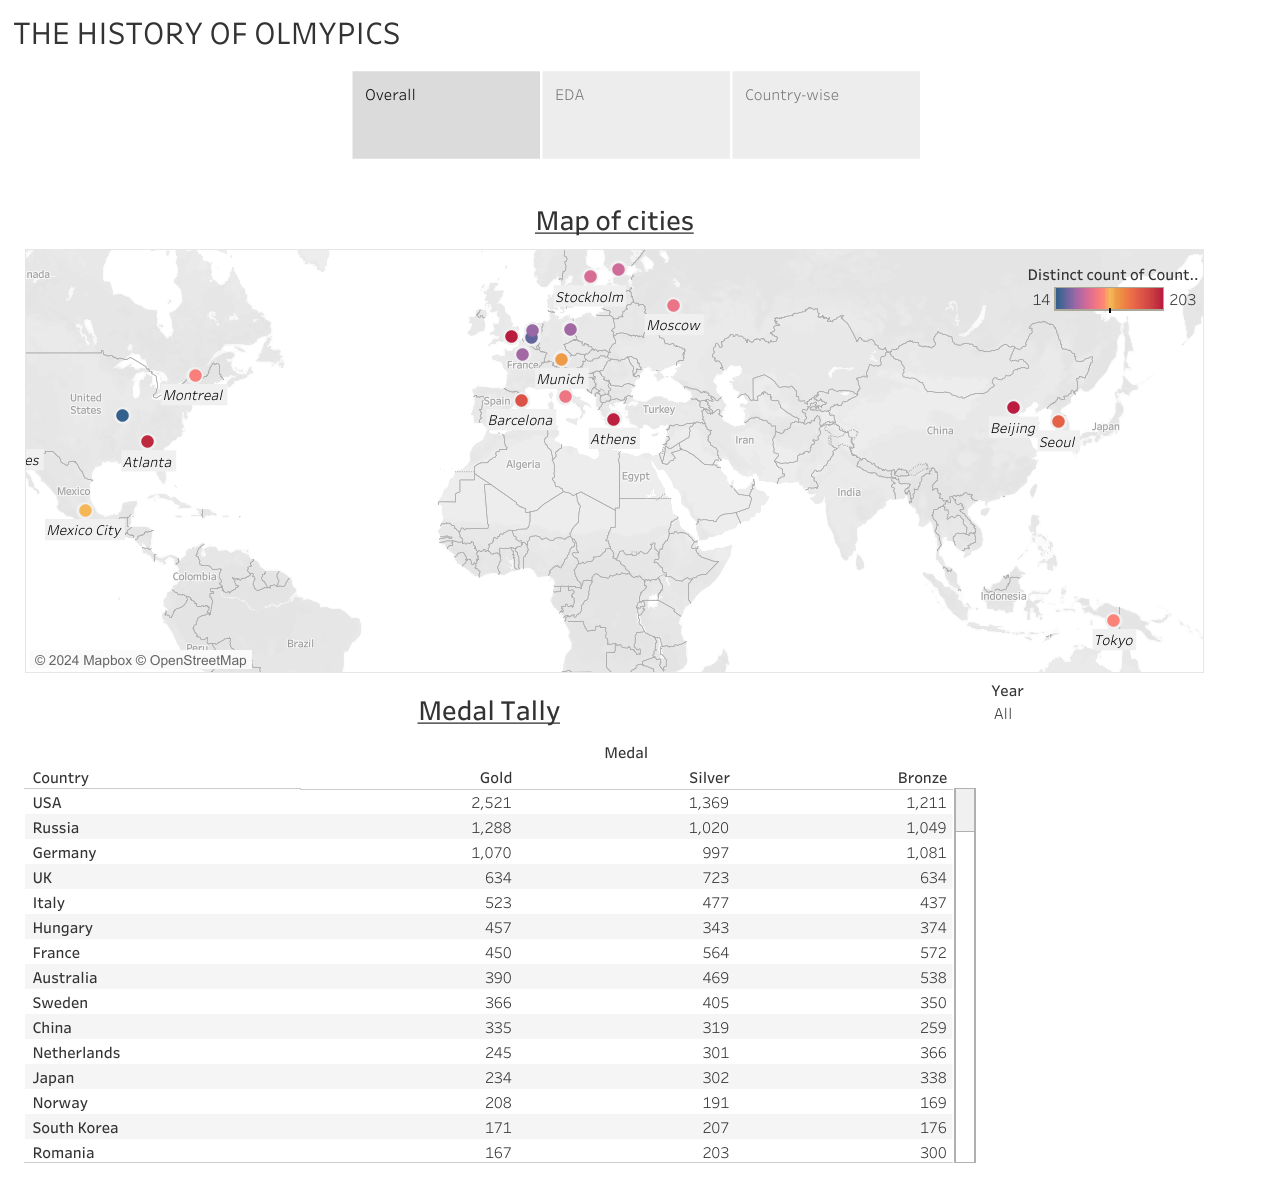 THE HISTORY OF OLMYPICS
Overall
EDA
Country-wise
Map of cities
Distinct count of Count..
14
203
nada
Stockholm
Moscow
France
Munich
Montreal
United
States
Spain
Barcelona
Turkey
Athens
Beijing
Seoul
Japan
China
Iran
Atlanta
es
Algeria
Egypt
India
Mexico
Mexico City
Colombia
Indonesia
Brazil
Peru
Tokyo
© 2024 Mapbox © OpenStreetMap
Year
All
Medal Tally
Medal
Country Gold Silver Bronze
USA 2,521 1,369 1,211
Russia 1,288 1,020 1,049
Germany 1,070 997 1,081
UK 634 723 634
Italy 523 477 437
Hungary 457 343 374
France 450 564 572
Australia 390 469 538
Sweden 366 405 350
China 335 319 259
Netherlands 245 301 366
Japan 234 302 338
Norway 208 191 169
South Korea 171 207 176
Romania 167 203 300